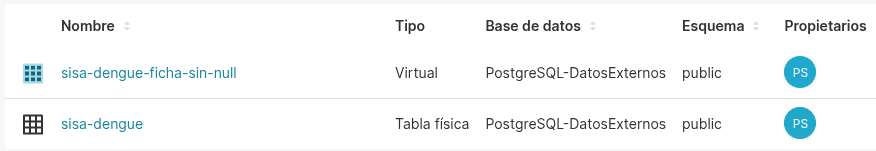 Nombre Tipo Base de datos Esquema Propietarios
sisa-dengue-ficha-sin-null Virtual PostgreSQL-DatosExternos public PS
sisa-dengue Tabla física PostgreSQL-DatosExternos public PS